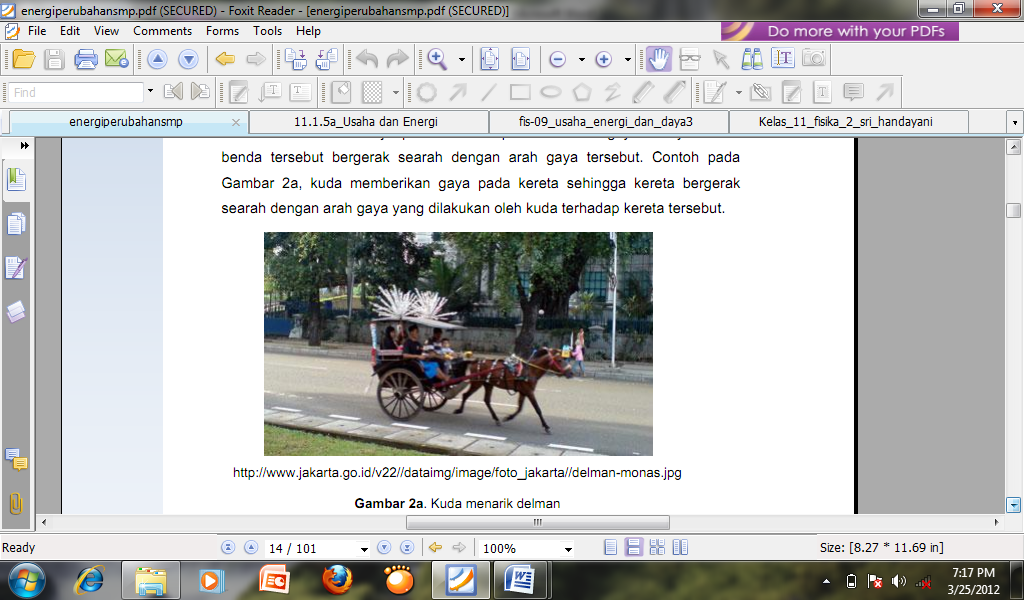 energiperubahansmp.pdf (SECURED) - Foxit Reader - [energiperubahansmp.pdf (SECURED)]
File Edit View Comments Forms Tools Help
Do more with your PDFs
Find
energiperubahansmp 11.1.5a_Usaha dan Energi fis-09_usaha_energi_dan_daya3 Kelas_11_fisika_2_sri_handayani
benda tersebut bergerak searah dengan arah gaya tersebut. Contoh pada
Gambar 2a, kuda memberikan gaya pada kereta sehingga kereta bergerak
searah dengan arah gaya yang dilakukan oleh kuda terhadap kereta tersebut.
http://www.jakarta.go.id/v22//dataimg/image/foto_jakarta//delman-monas.jpg
Gambar 2a. Kuda menarik delman
Ready 14 / 101 100% Size: [8.27 * 11.69 in]
7:17 PM
3/25/2012